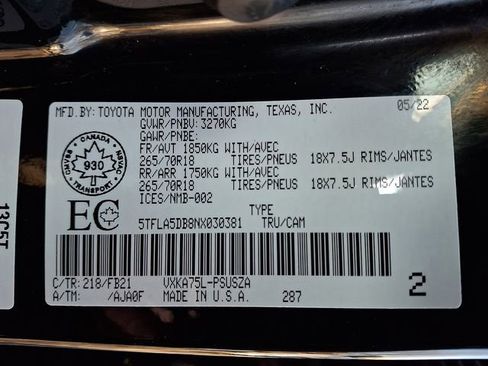 MFD.BY: TOYOTA MOTOR MANUFACTURING, TEXAS, INC. 05/22
GVWR/PNBV: 3270KG
GAWR/PNBE:
FR/AVT 1850KG WITH/AVEC
265/70R18 TIRES/PNEUS 18X7.5J RIMS/JANTES
RR/ARR 1750KG WITH/AVEC
265/70R18 TIRES/PNEUS 18X7.5J RIMS/JANTES
ICES/NMB-002
CANADA
930
TRANSPORT
CMVSS
NSVAC
EC
TYPE
5TFLA5DB8NX030381 TRU/CAM
C/TR: 218/FB21 VXKA75L-PSUSZA
A/TM: /AJA0F MADE IN U.S.A. 287
2
13C5T